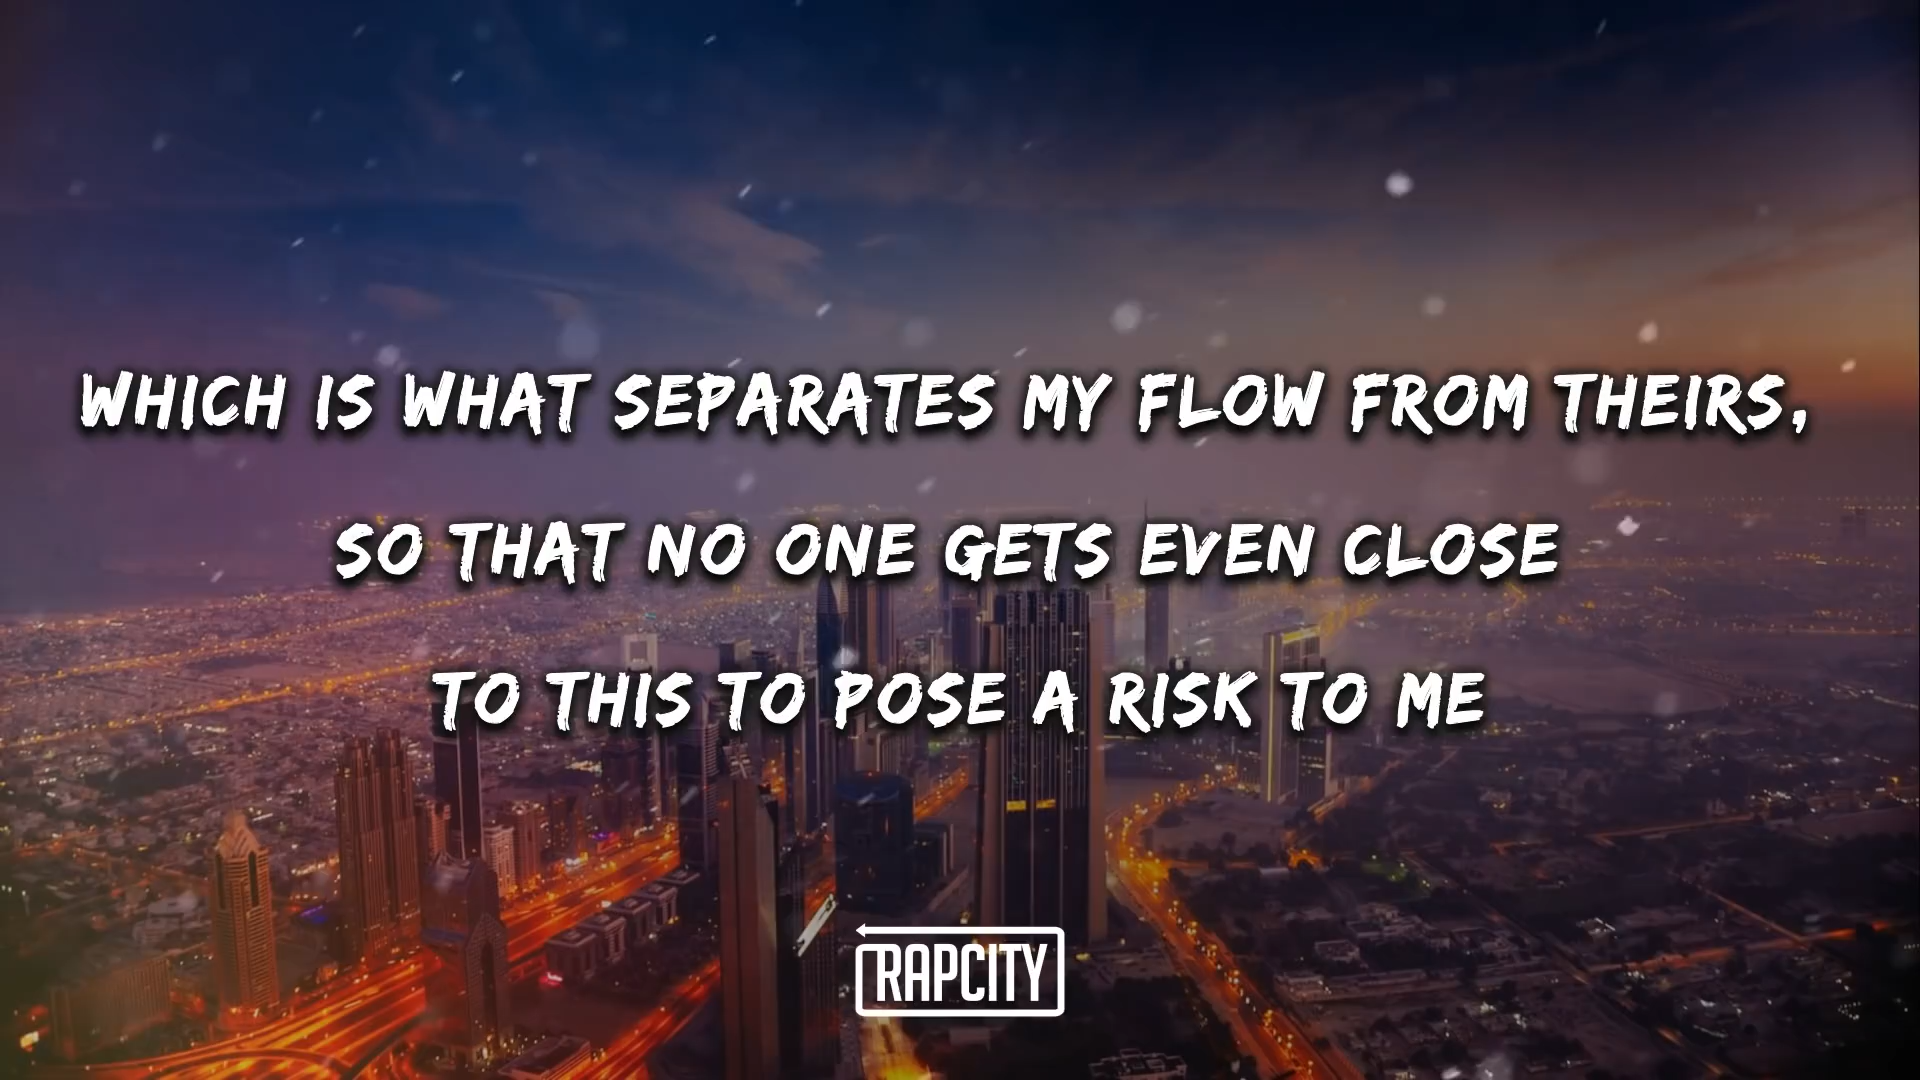 WHICH IS WHAT SEPARATES MY FLOW FROM THEIRS,
SO THAT NO ONE GETS EVEN CLOSE
TO THIS TO POSE A RISK TO ME
RAPCITY